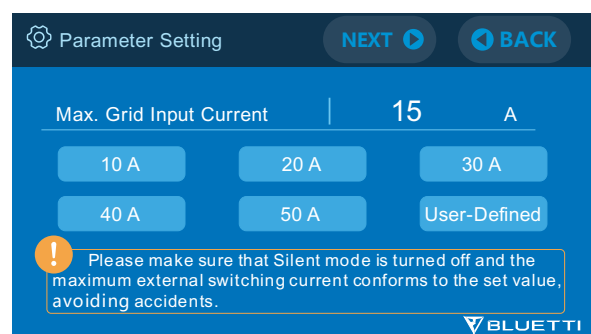 Parameter Setting NEXT BACK
Max. Grid Input Current 15 A
10 A 20 A 30 A
40 A 50 A User-Defined
! Please make sure that Silent mode is turned off and the
maximum external switching current conforms to the set value,
avoiding accidents.
BLUETTI